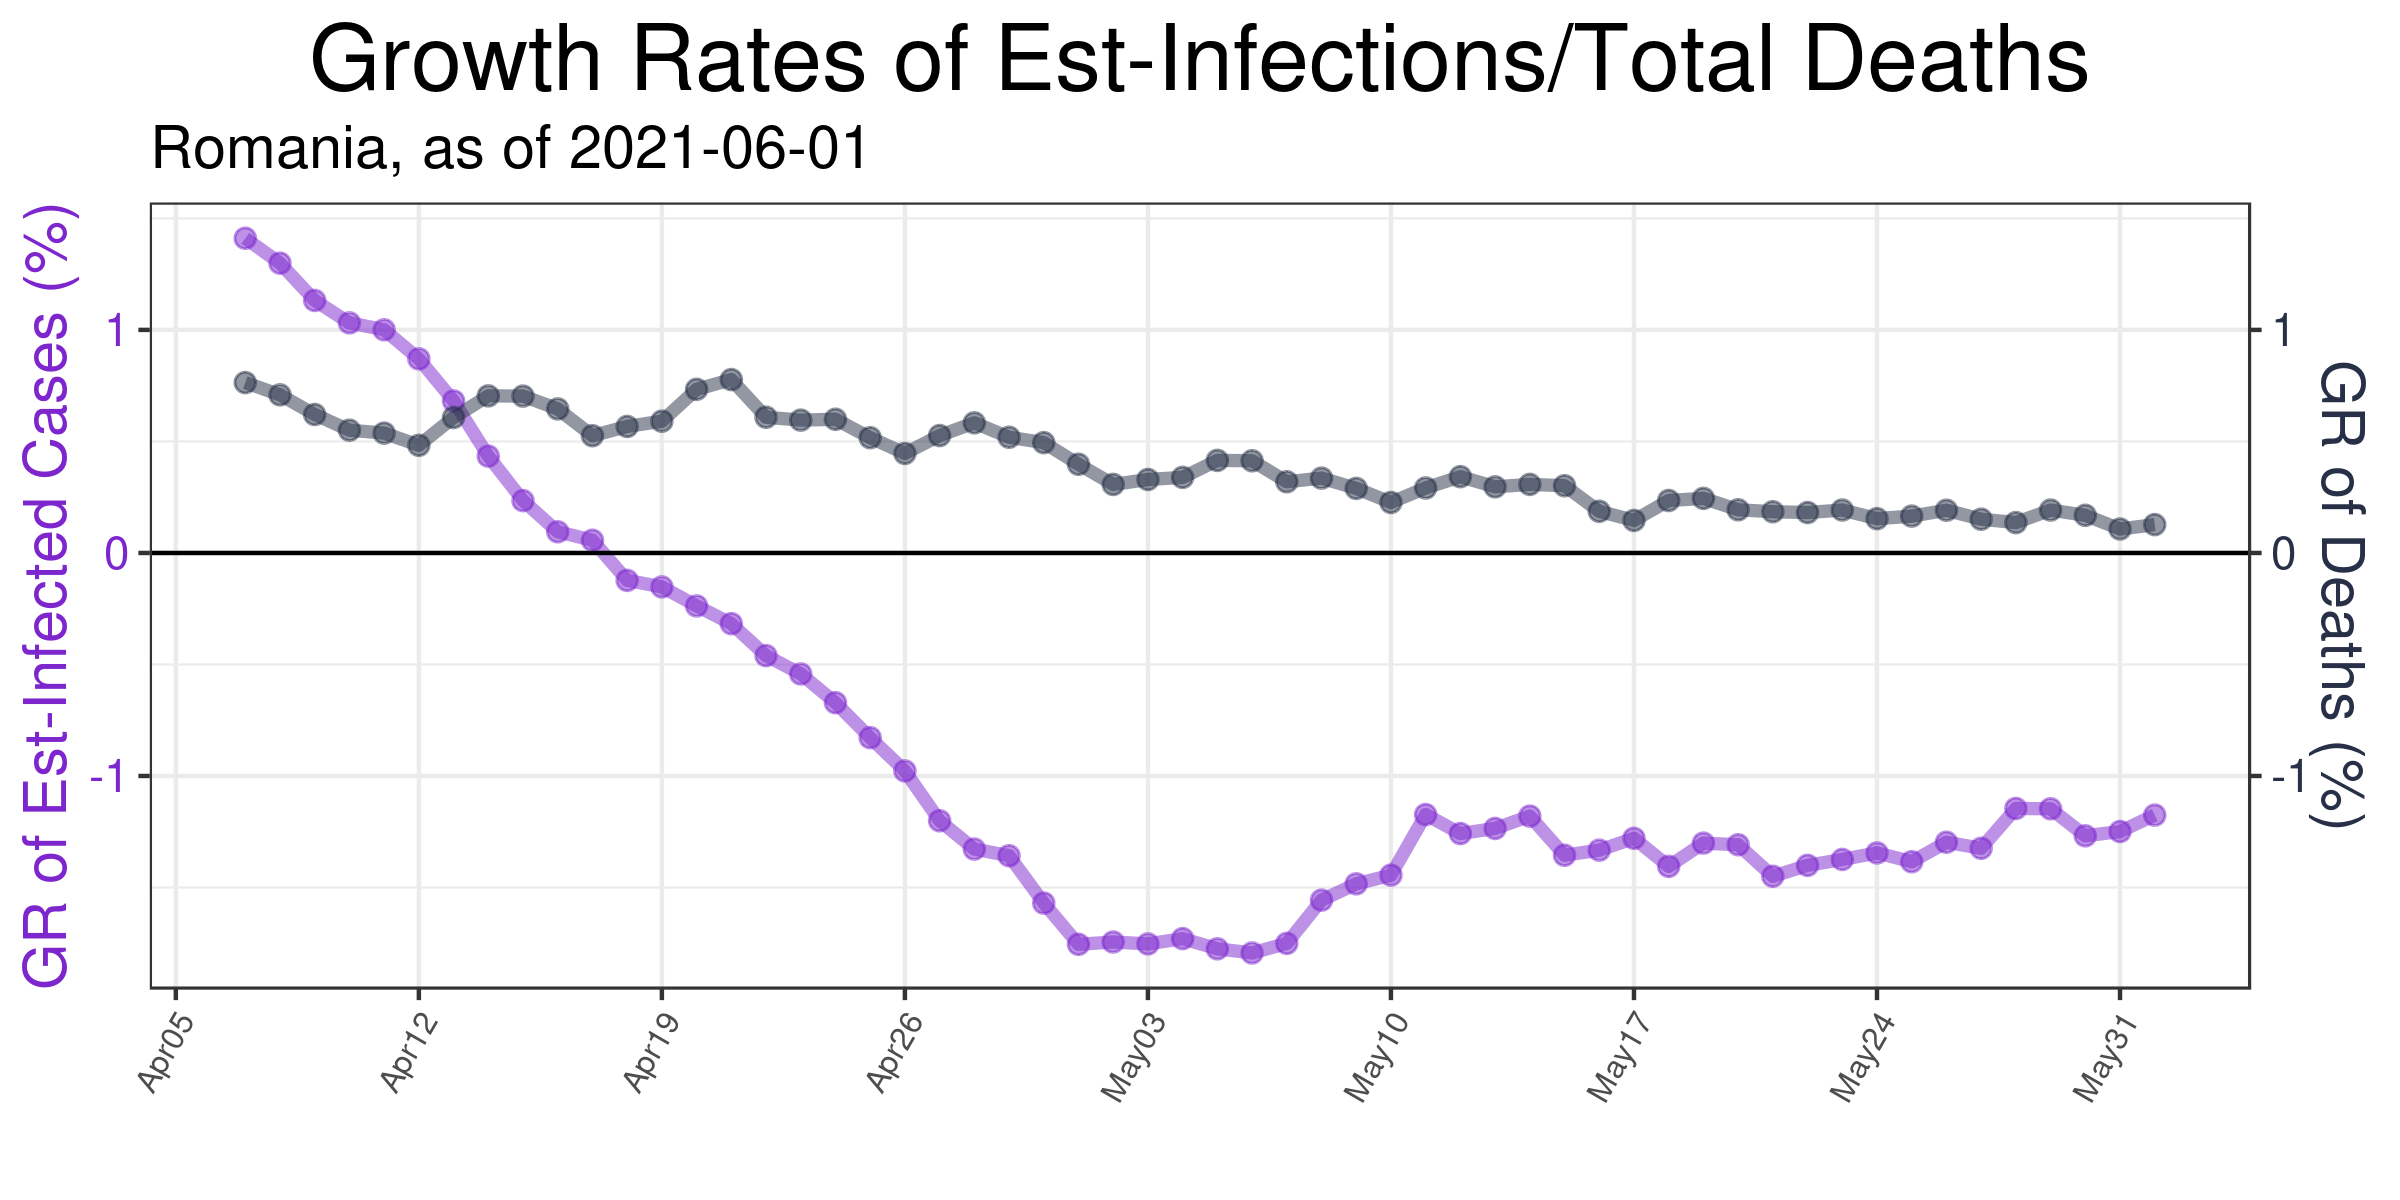 Growth Rates of Est-Infections/Total Deaths
Romania, as of 2021-06-01
GR of Est-Infected Cases (%)
1
0
-1
1
0
-1
GR of Deaths (%)
Apr05
Apr12
Apr19
Apr26
May03
May10
May17
May24
May31